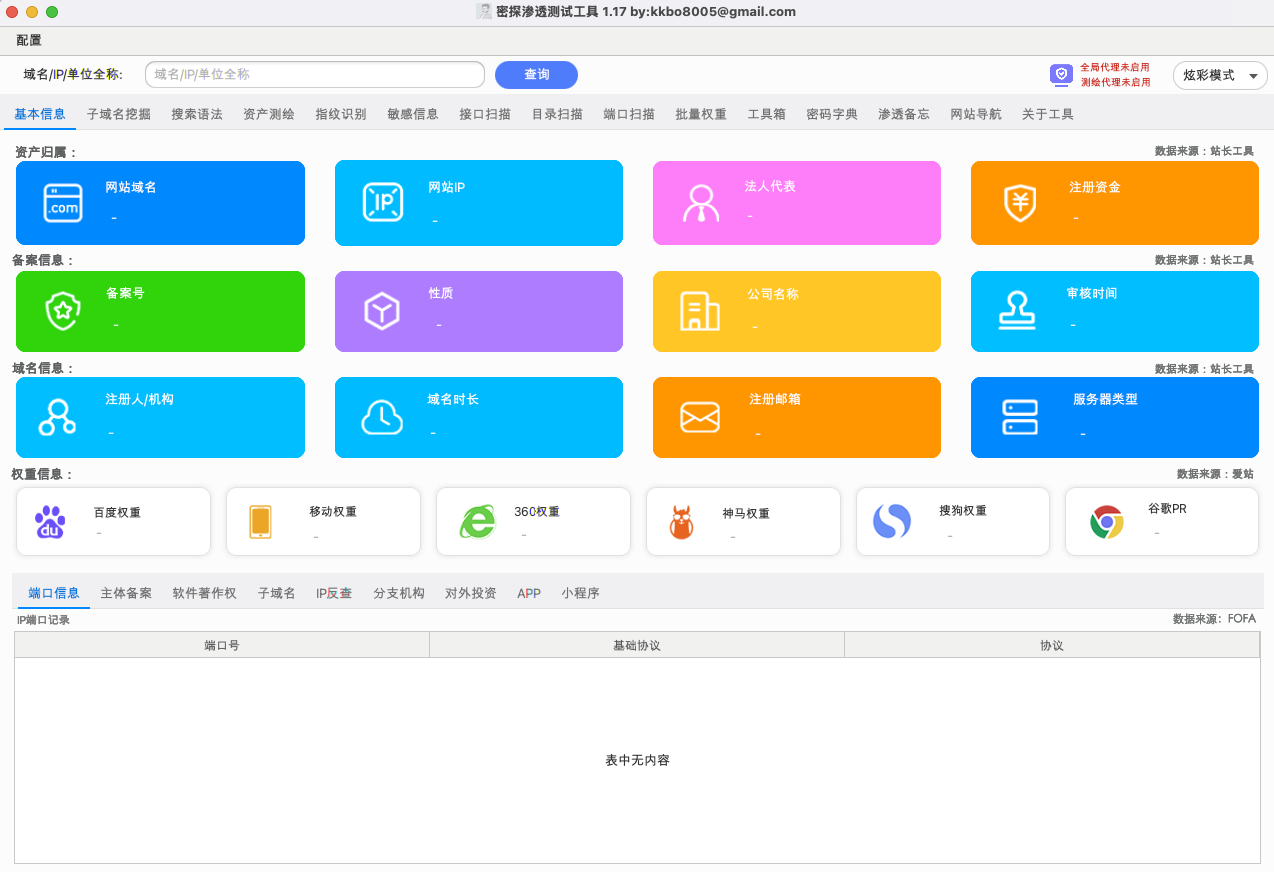 密探渗透测试工具 1.17 by:kkbo8005@gmail.com
配置
域名/IP/单位全称: 域名/IP/单位全称 查询 全局代理未启用 炫彩模式
测绘代理未启用
基本信息 子域名挖掘 搜索语法 资产测绘 指纹识别 敏感信息 接口扫描 目录扫描 端口扫描 批量权重 工具箱 密码字典 渗透备忘 网站导航 关于工具
资产归属： 数据来源：站长工具
.com 网站域名 IP 网站IP 法人代表 注册资金
- - - -
备案信息： 数据来源：站长工具
备案号 性质 公司名称 审核时间
- - - -
域名信息： 数据来源：站长工具
注册人/机构 域名时长 注册邮箱 服务器类型
- - - -
权重信息： 数据来源：爱站
du 百度权重 移动权重 360权重 神马权重 搜狗权重 谷歌PR
- - - - - -
端口信息 主体备案 软件著作权 子域名 IP反查 分支机构 对外投资 APP 小程序
IP端口记录 数据来源: FOFA
端口号 基础协议 协议
表中无内容